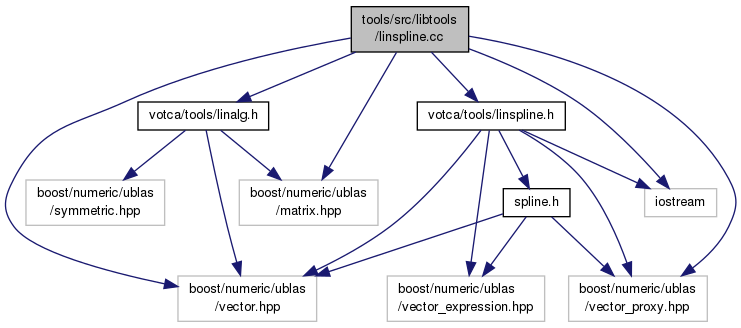 tools/src/libtools
/linspline.cc
votca/tools/linalg.h
votca/tools/linspline.h
boost/numeric/ublas
/symmetric.hpp
boost/numeric/ublas
/matrix.hpp
spline.h
iostream
boost/numeric/ublas
/vector.hpp
boost/numeric/ublas
/vector_expression.hpp
boost/numeric/ublas
/vector_proxy.hpp